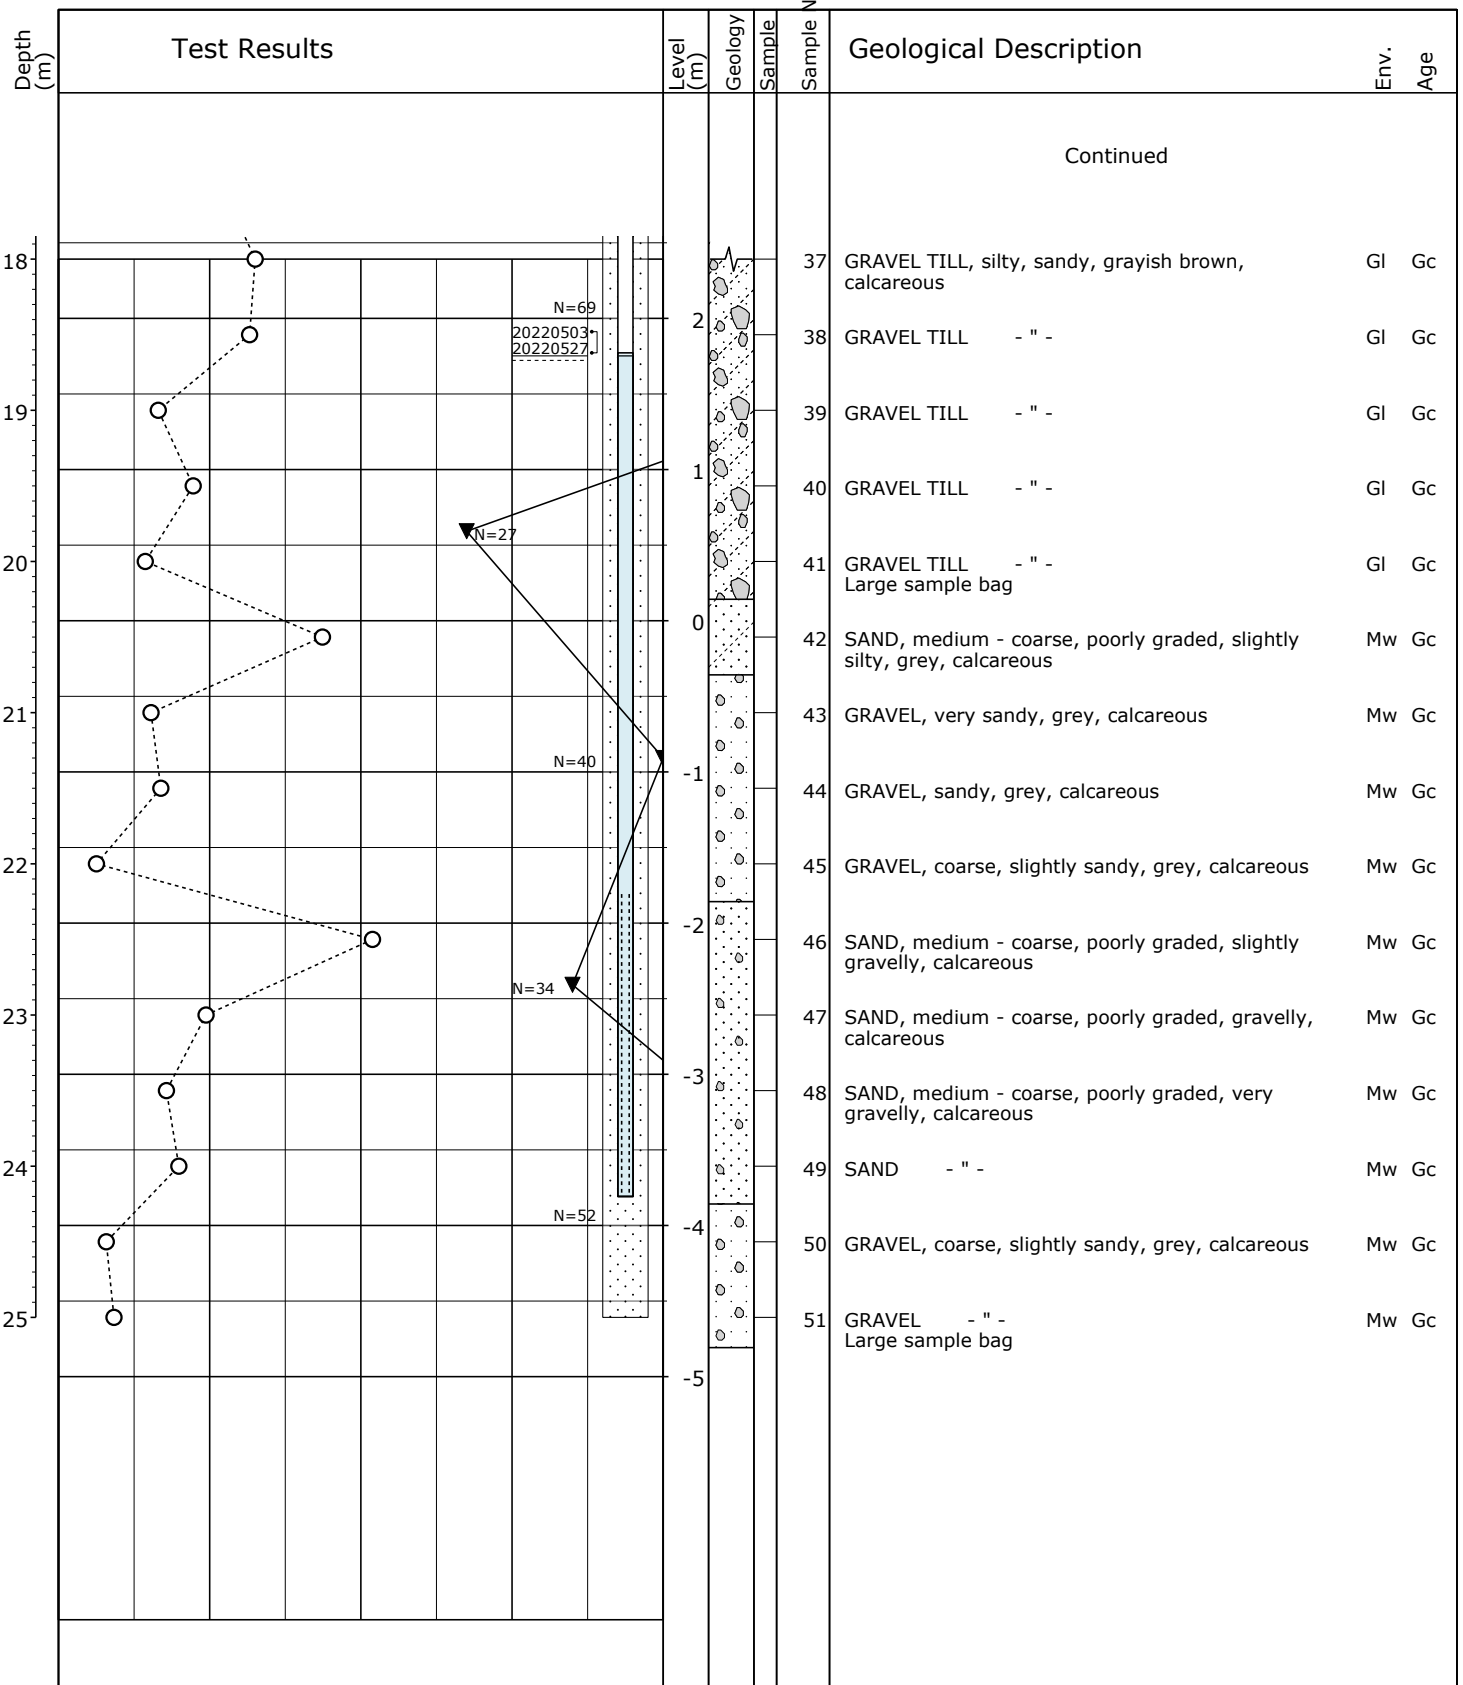 Depth (m)
Test Results
Level (m)
Geology
Sample
Sample N
Geological Description
Env.
Age
Continued
18
37 GRAVEL TILL, silty, sandy, grayish brown, Gl Gc
calcareous
N=69
2
20220503
38 GRAVEL TILL - " - Gl Gc
20220527
19
39 GRAVEL TILL - " - Gl Gc
1
40 GRAVEL TILL - " - Gl Gc
N=27
20
41 GRAVEL TILL - " - Gl Gc
Large sample bag
0
42 SAND, medium - coarse, poorly graded, slightly Mw Gc
silty, grey, calcareous
21
43 GRAVEL, very sandy, grey, calcareous Mw Gc
N=40
-1
44 GRAVEL, sandy, grey, calcareous Mw Gc
22
45 GRAVEL, coarse, slightly sandy, grey, calcareous Mw Gc
-2
46 SAND, medium - coarse, poorly graded, slightly Mw Gc
gravelly, calcareous
N=34
23
47 SAND, medium - coarse, poorly graded, gravelly, Mw Gc
calcareous
-3
48 SAND, medium - coarse, poorly graded, very Mw Gc
gravelly, calcareous
24
49 SAND - " - Mw Gc
N=52
-4
50 GRAVEL, coarse, slightly sandy, grey, calcareous Mw Gc
25
51 GRAVEL - " - Mw Gc
Large sample bag
-5